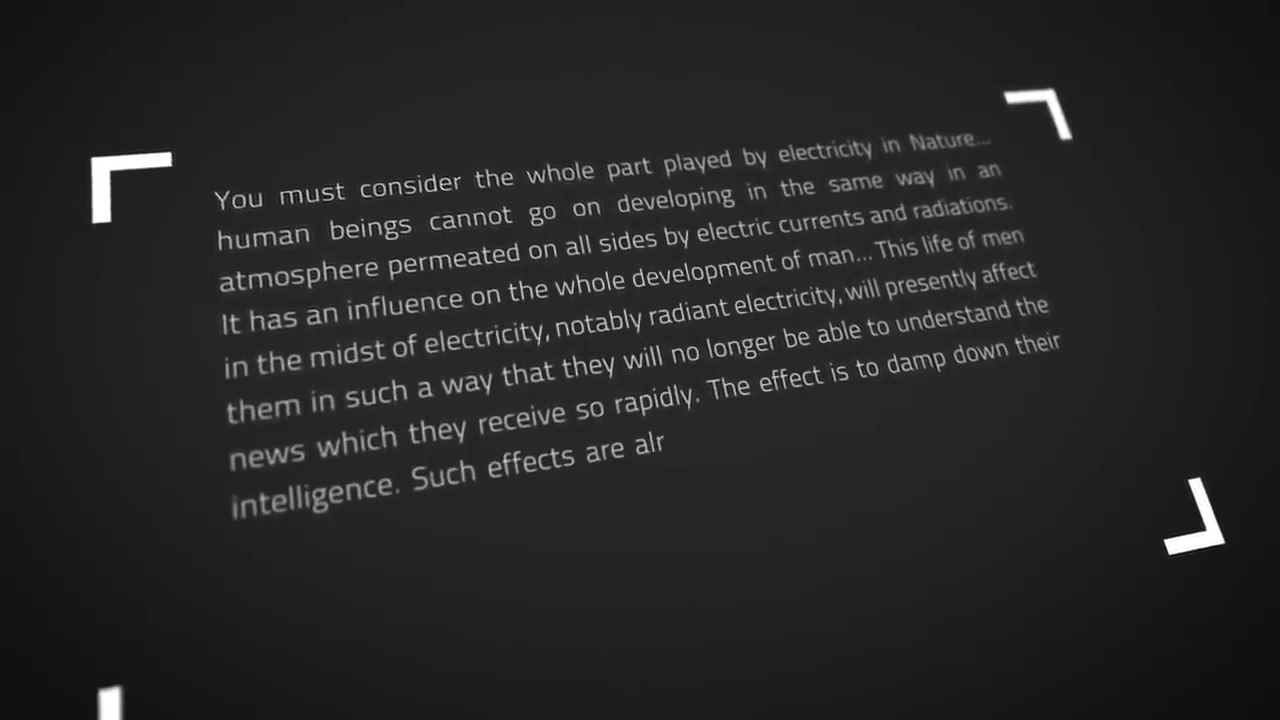 You must consider the whole part played by electricity in Nature...
human beings cannot go on developing in the same way in an
atmosphere permeated on all sides by electric currents and radiations.
It has an influence on the whole development of man... This life of men
in the midst of electricity, notably radiant electricity, will presently affect
them in such a way that they will no longer be able to understand the
news which they receive so rapidly. The effect is to damp down their
intelligence. Such effects are alr